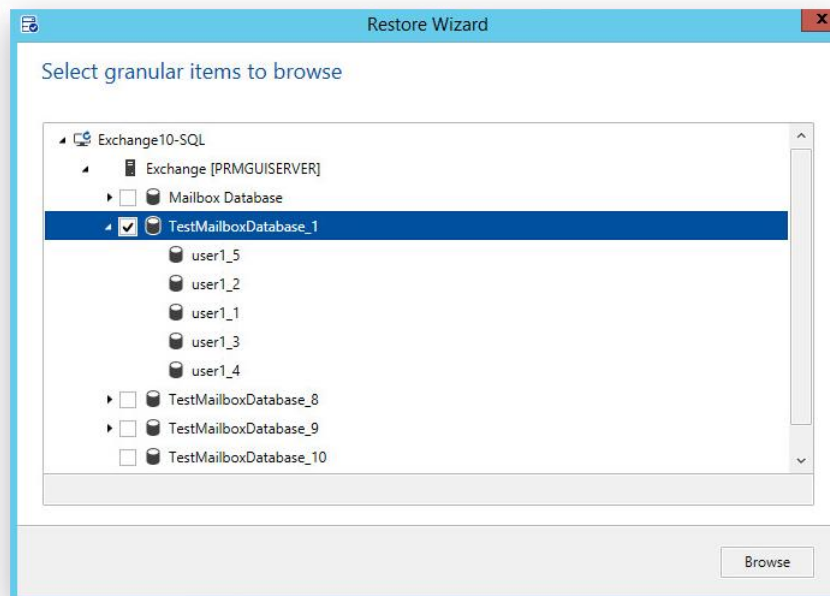 Restore Wizard
x
Select granular items to browse
Exchange10-SQL
Exchange [PRMGUISERVER]
Mailbox Database
TestMailboxDatabase_1
user1_5
user1_2
user1_1
user1_3
user1_4
TestMailboxDatabase_8
TestMailboxDatabase_9
TestMailboxDatabase_10
Browse